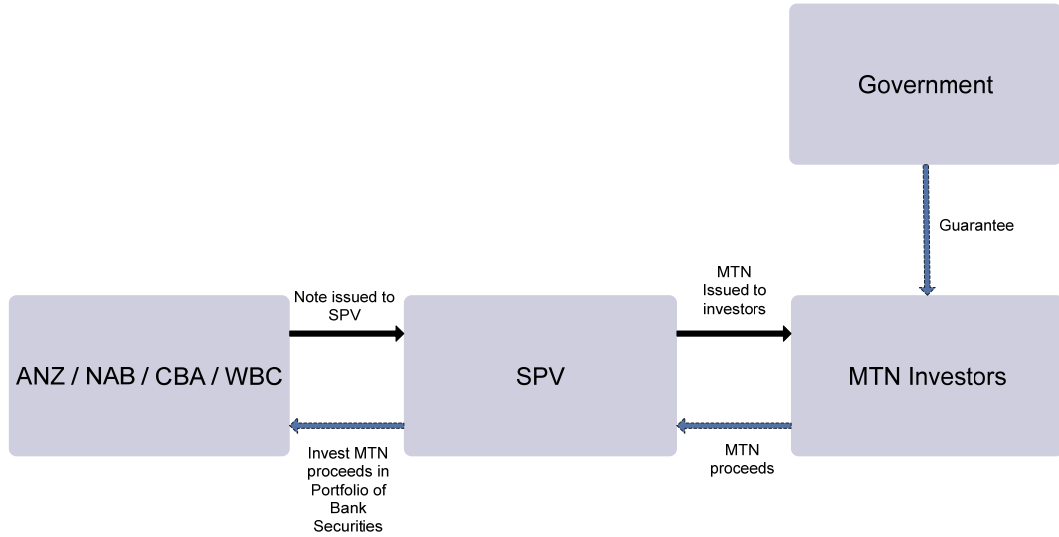 Government
Guarantee
Note issued to
SPV
MTN
Issued to
investors
ANZ / NAB / CBA / WBC
SPV
MTN Investors
Invest MTN
proceeds in
Portfolio of
Bank
Securities
MTN
proceeds